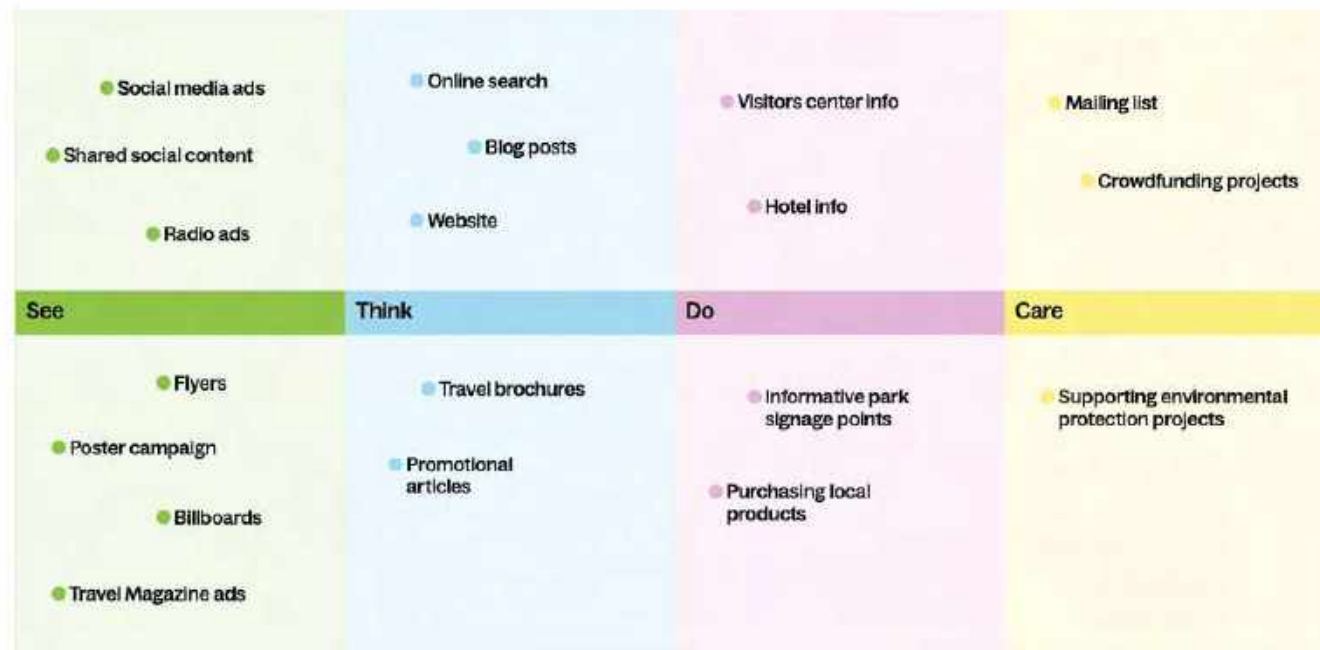 Social media ads
Shared social content
Radio ads
Online search
Blog posts
Website
Visitors center info
Hotel info
Mailing list
Crowdfunding projects
See
Think
Do
Care
Flyers
Poster campaign
Billboards
Travel Magazine ads
Travel brochures
Promotional
articles
Informative park
signage points
Purchasing local
products
Supporting environmental
protection projects